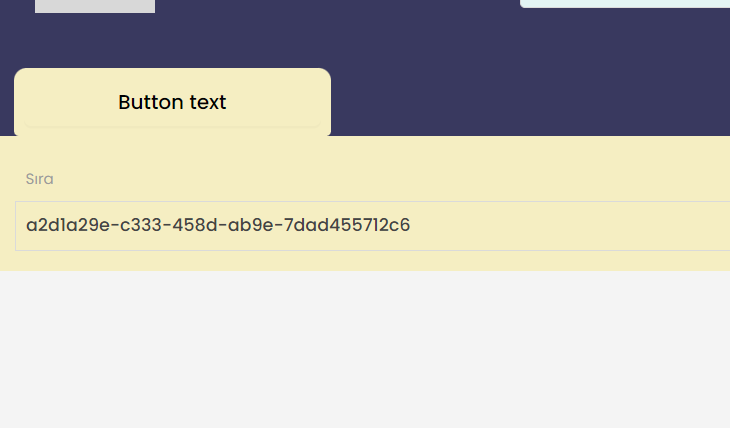 Button text
Sıra
a2d1a29e-c333-458d-ab9e-7dad455712c6